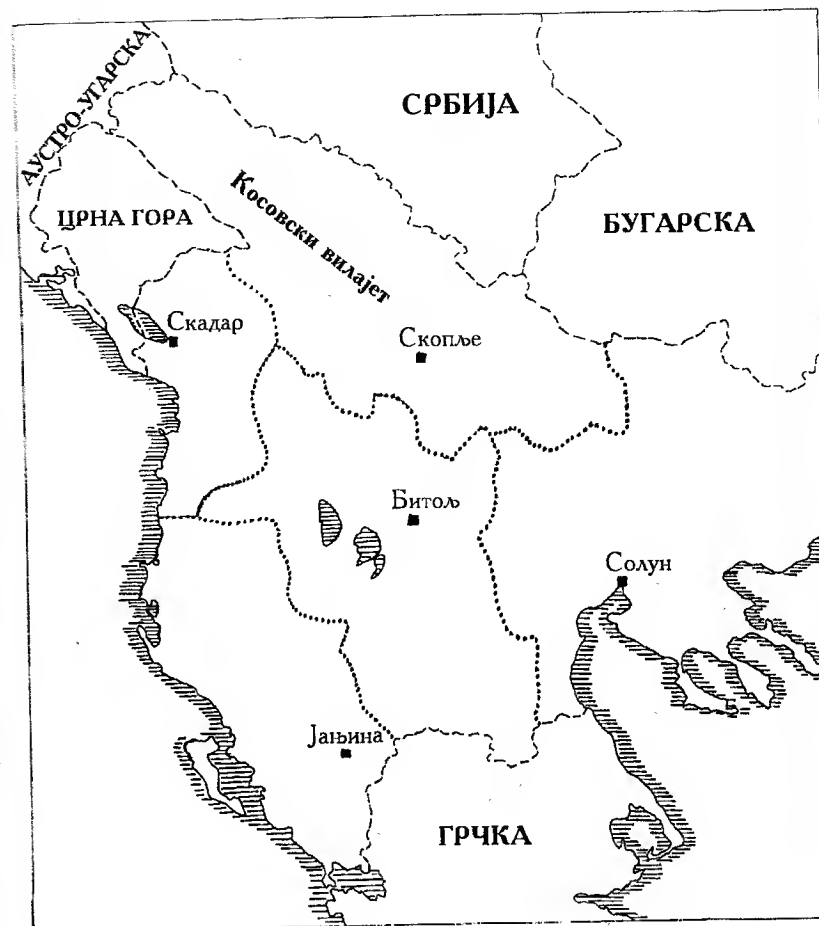 АУСТРО-УГАРСКА
СРБИЈА
ЦРНА ГОРА
Косовски вилајет
БУГАРСКА
Скадар
Скопље
Битољ
Солун
Јањина
ГРЧКА